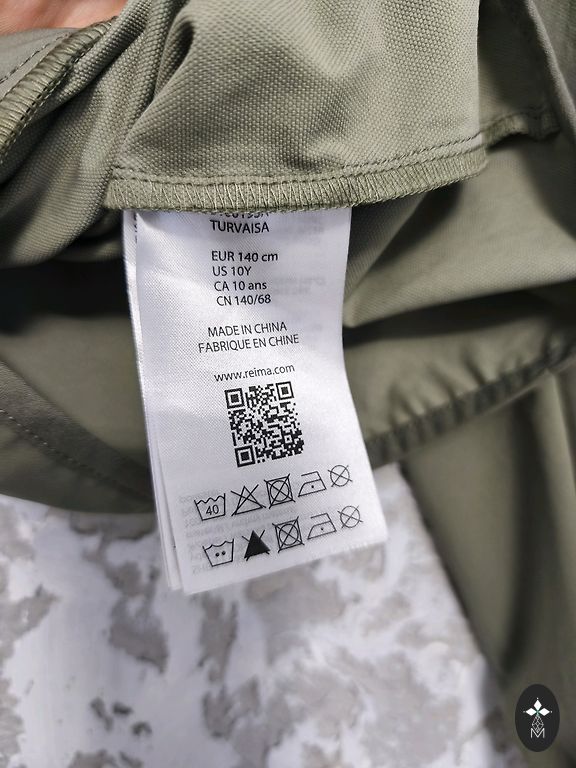 TURVAISA
EUR 140 cm
US 10Y
CA 10 ans
CN 140/68
MADE IN CHINA
FABRIQUE EN CHINE
www.reima.com
40